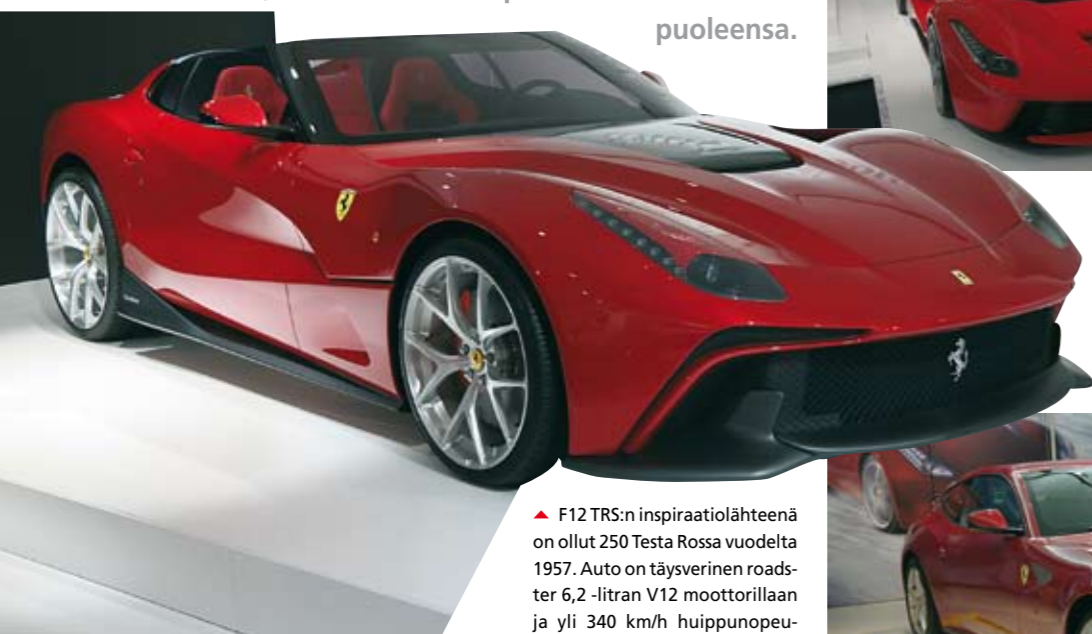 puoleensa.
▲ F12 TRS:n inspiraatiolähteenä
on ollut 250 Testa Rossa vuodelta
1957. Auto on täysverinen roads-
ter 6,2 -litran V12 moottorillaan
ja yli 340 km/h huippunopeu-